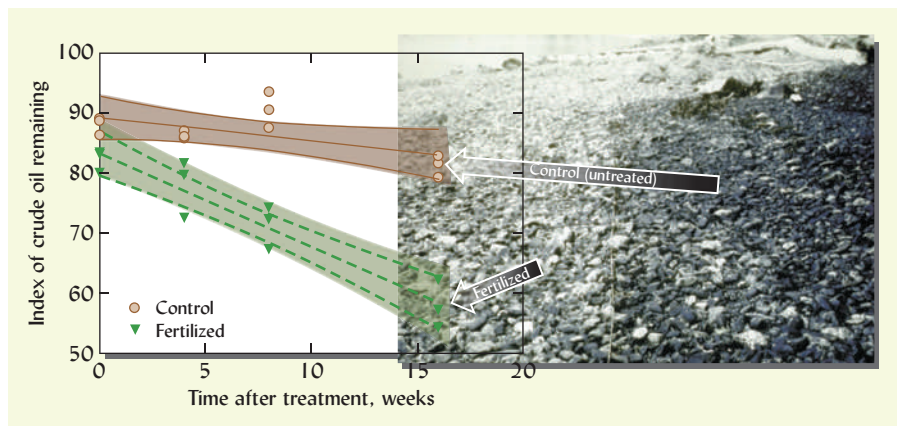 Index of crude oil remaining
100
90
80
70
60
50
Control (untreated)
Fertilized
Control
Fertilized
0
5
10
15
20
Time after treatment, weeks